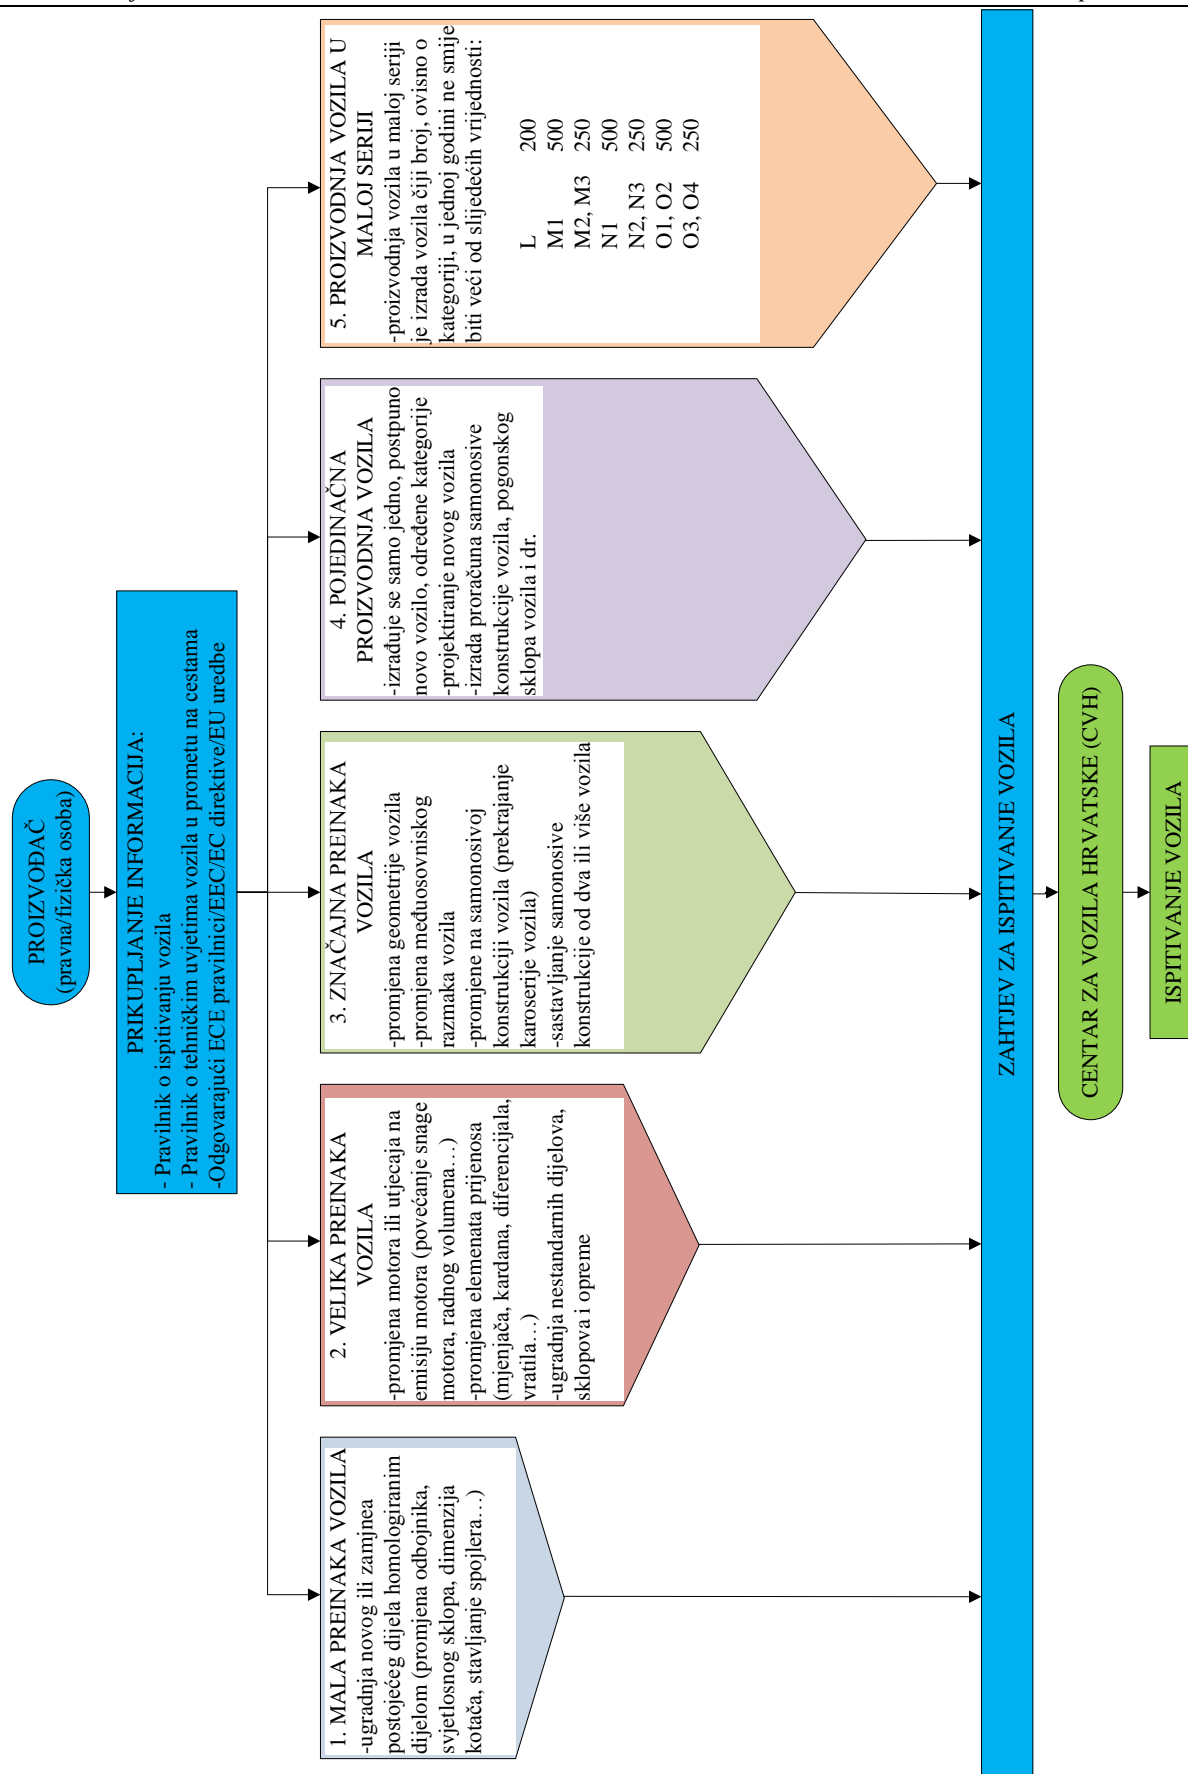 PROIZVOĐAČ
(pravna/fizička osoba)
PRIKUPLJANJE INFORMACIJA:
- Pravilnik o ispitivanju vozila
- Pravilnik o tehničkim uvjetima vozila u prometu na cestama
-Odgovarajući ECE pravilnici/EEC/EC direktive/EU uredbe
1. MALA PREINAKA VOZILA
-ugradnja novog ili zamjnea
postojećeg dijela homologiranim
dijelom (promjena odbojnika,
svjetlosnog sklopa, dimenzija
kotača, stavljanje spojlera…)
2. VELIKA PREINAKA
VOZILA
-promjena motora ili utjecaja na
emisiju motora (povećanje snage
motora, radnog volumena…)
-promjena elemenata prijenosa
(mjenjača, kardana, diferencijala,
vratila…)
-ugradnja nestandarnih dijelova,
sklopova i opreme
3. ZNAČAJNA PREINAKA
VOZILA
-promjena geometrije vozila
-promjena međuosovniskog
razmaka vozila
-promjene na samonosivoj
konstrukciji vozila (prekrajanje
karoserije vozila)
-sastavljanje samonosive
konstrukcije od dva ili više vozila
4. POJEDINAČNA
PROIZVODNJA VOZILA
-izrađuje se samo jedno, postpuno
novo vozilo, određene kategorije
-projektiranje novog vozila
-izrada proračuna samonosive
konstrukcije vozila, pogonskog
sklopa vozila i dr.
5. PROIZVODNJA VOZILA U
MALOJ SERIJI
-proizvodnja vozila u maloj seriji
je izrada vozila čiji broj, ovisno o
kategoriji, u jednoj godini ne smije
biti veći od slijedećih vrijednosti:
L 200
M1 500
M2, M3 250
N1 500
N2, N3 250
O1, O2 500
O3, O4 250
ZAHTJEV ZA ISPITIVANJE VOZILA
CENTAR ZA VOZILA HRVATSKE (CVH)
ISPITIVANJE VOZILA